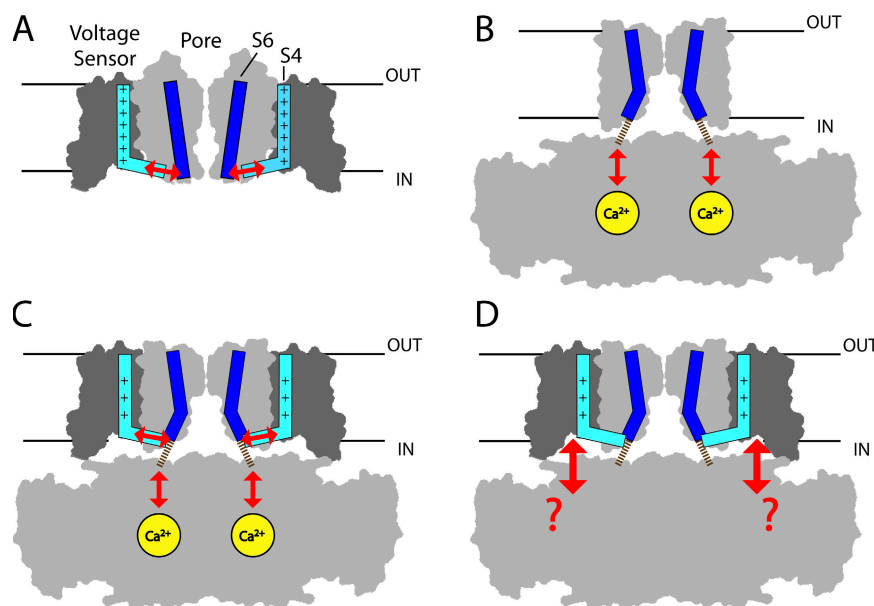 A
Voltage
Sensor
Pore
S6
S4
OUT
IN
+ + + + + + +
+ + + + + + +
B
OUT
IN
Ca²⁺
Ca²⁺
C
OUT
IN
+ + +
+ + +
Ca²⁺
Ca²⁺
D
OUT
IN
+ + +
+ + +
?
?